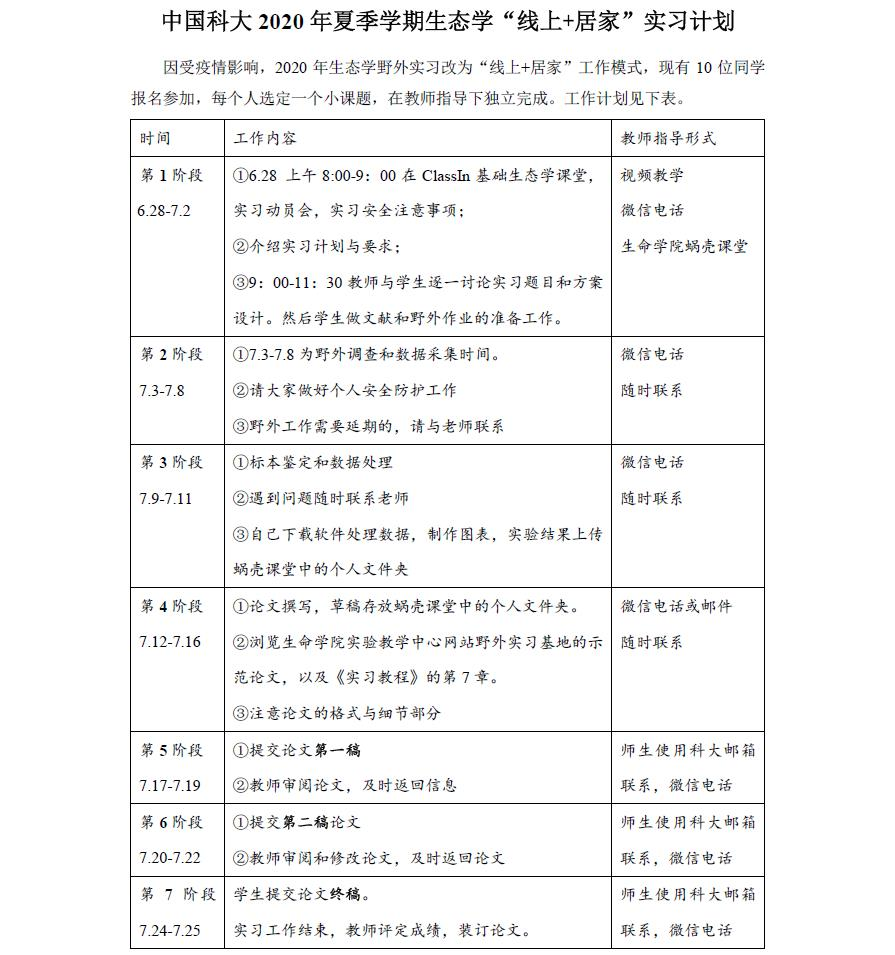 中国科大 2020 年夏季学期生态学“线上+居家”实习计划
因受疫情影响，2020 年生态学野外实习改为“线上+居家”工作模式，现有 10 位同学
报名参加，每个人选定一个小课题，在教师指导下独立完成。工作计划见下表。
时间 工作内容 教师指导形式
第 1 阶段
6.28-7.2
①6.28 上午 8:00-9：00 在 ClassIn 基础生态学课堂，
实习动员会，实习安全注意事项；
②介绍实习计划与要求；
③9：00-11：30 教师与学生逐一讨论实习题目和方案
设计。然后学生做文献和野外作业的准备工作。
视频教学
微信电话
生命学院蜗壳课堂
第 2 阶段
7.3-7.8
①7.3-7.8 为野外调查和数据采集时间。
②请大家做好个人安全防护工作
③野外工作需要延期的，请与老师联系
微信电话
随时联系
第 3 阶段
7.9-7.11
①标本鉴定和数据处理
②遇到问题随时联系老师
③自己下载软件处理数据，制作图表，实验结果上传
蜗壳课堂中的个人文件夹
微信电话
随时联系
第 4 阶段
7.12-7.16
①论文撰写，草稿存放蜗壳课堂中的个人文件夹。
②浏览生命学院实验教学中心网站野外实习基地的示
范论文，以及《实习教程》的第 7 章。
③注意论文的格式与细节部分
微信电话或邮件
随时联系
第 5 阶段
7.17-7.19
①提交论文第一稿
②教师审阅论文，及时返回信息
师生使用科大邮箱
联系，微信电话
第 6 阶段
7.20-7.22
①提交第二稿论文
②教师审阅和修改论文，及时返回论文
师生使用科大邮箱
联系，微信电话
第 7 阶段
7.24-7.25
学生提交论文终稿。
实习工作结束，教师评定成绩，装订论文。
师生使用科大邮箱
联系，微信电话